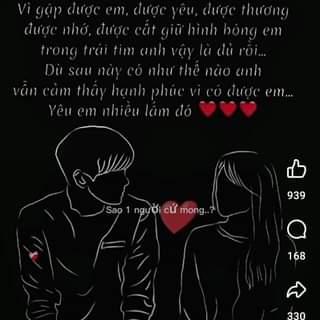 Vì gặp được em, được yêu, được thương
được nhớ, được cất giữ hình bóng em
trong trái tim anh vậy là đủ rồi...
Dù sau này có như thế nào anh
vẫn cảm thấy hạnh phúc vì có được em...
Yêu em nhiều lắm đó ❤️❤️❤️
Sao 1 người cứ mong..?
939
168
330